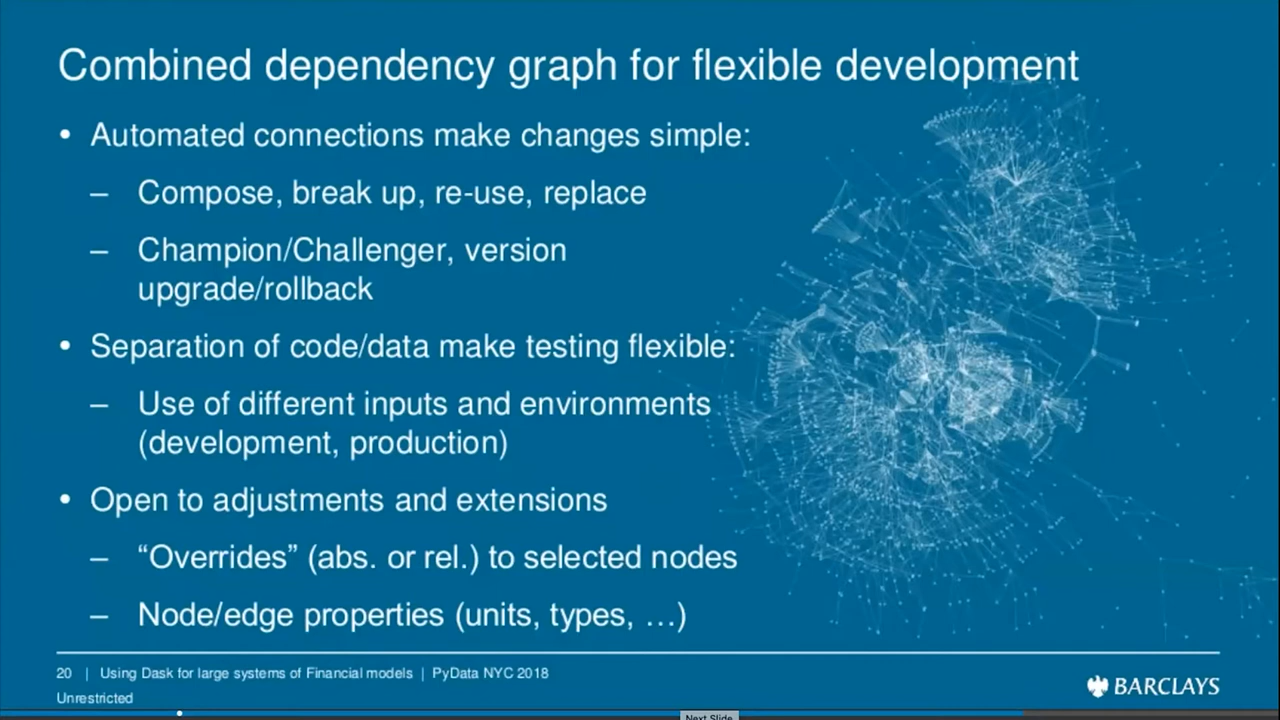 Combined dependency graph for flexible development
• Automated connections make changes simple:
– Compose, break up, re-use, replace
– Champion/Challenger, version
upgrade/rollback
• Separation of code/data make testing flexible:
– Use of different inputs and environments
(development, production)
• Open to adjustments and extensions
– “Overrides” (abs. or rel.) to selected nodes
– Node/edge properties (units, types, …)
20 | Using Dask for large systems of Financial models | PyData NYC 2018
Unrestricted
BARCLAYS
Next Slide